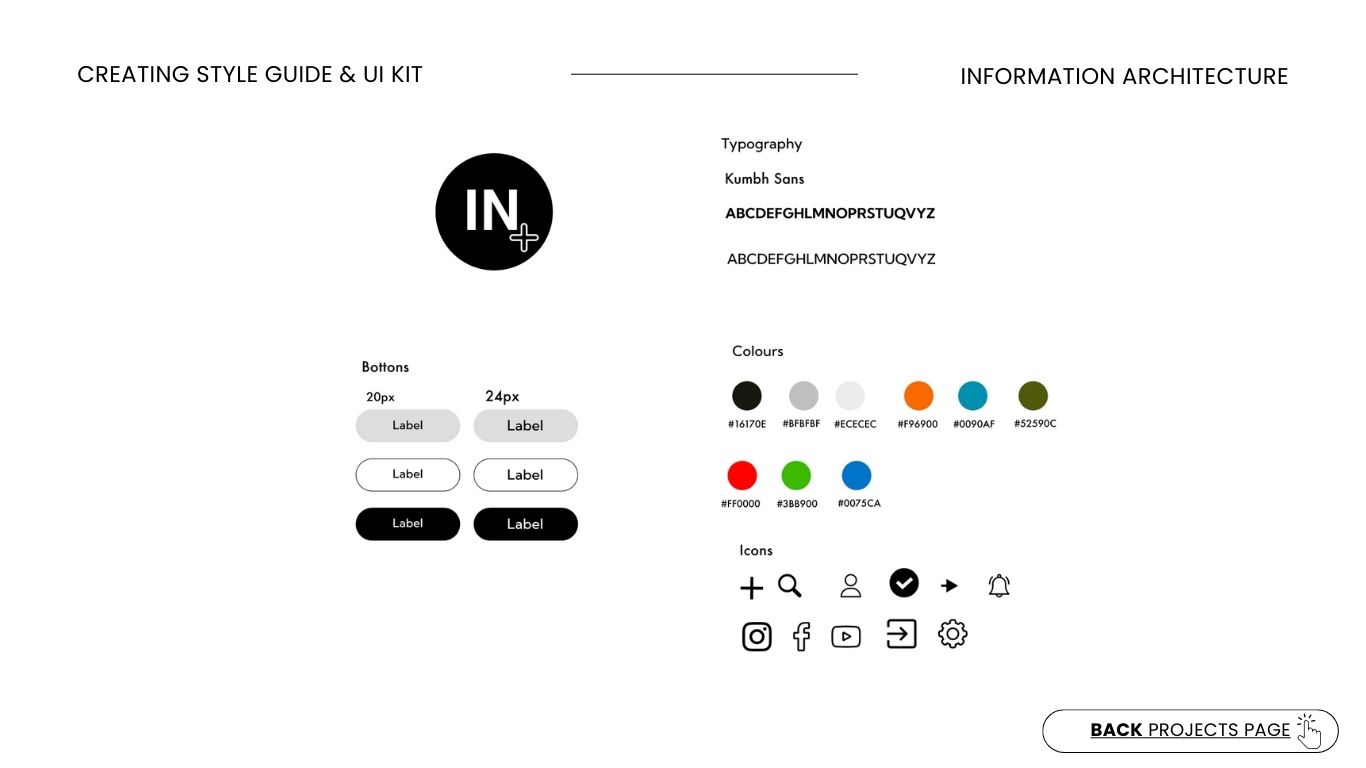 CREATING STYLE GUIDE & UI KIT
INFORMATION ARCHITECTURE
IN
Typography
Kumbh Sans
ABCDEFGHLMNOPRSTUQVYZ
ABCDEFGHLMNOPRSTUQVYZ
Bottons
20px 24px
Label Label
Label Label
Label Label
Colours
#16170E #BFBFBF #ECECEC #F96900 #0090AF #52590C
#FF0000 #3BB900 #0075CA
Icons
BACK PROJECTS PAGE